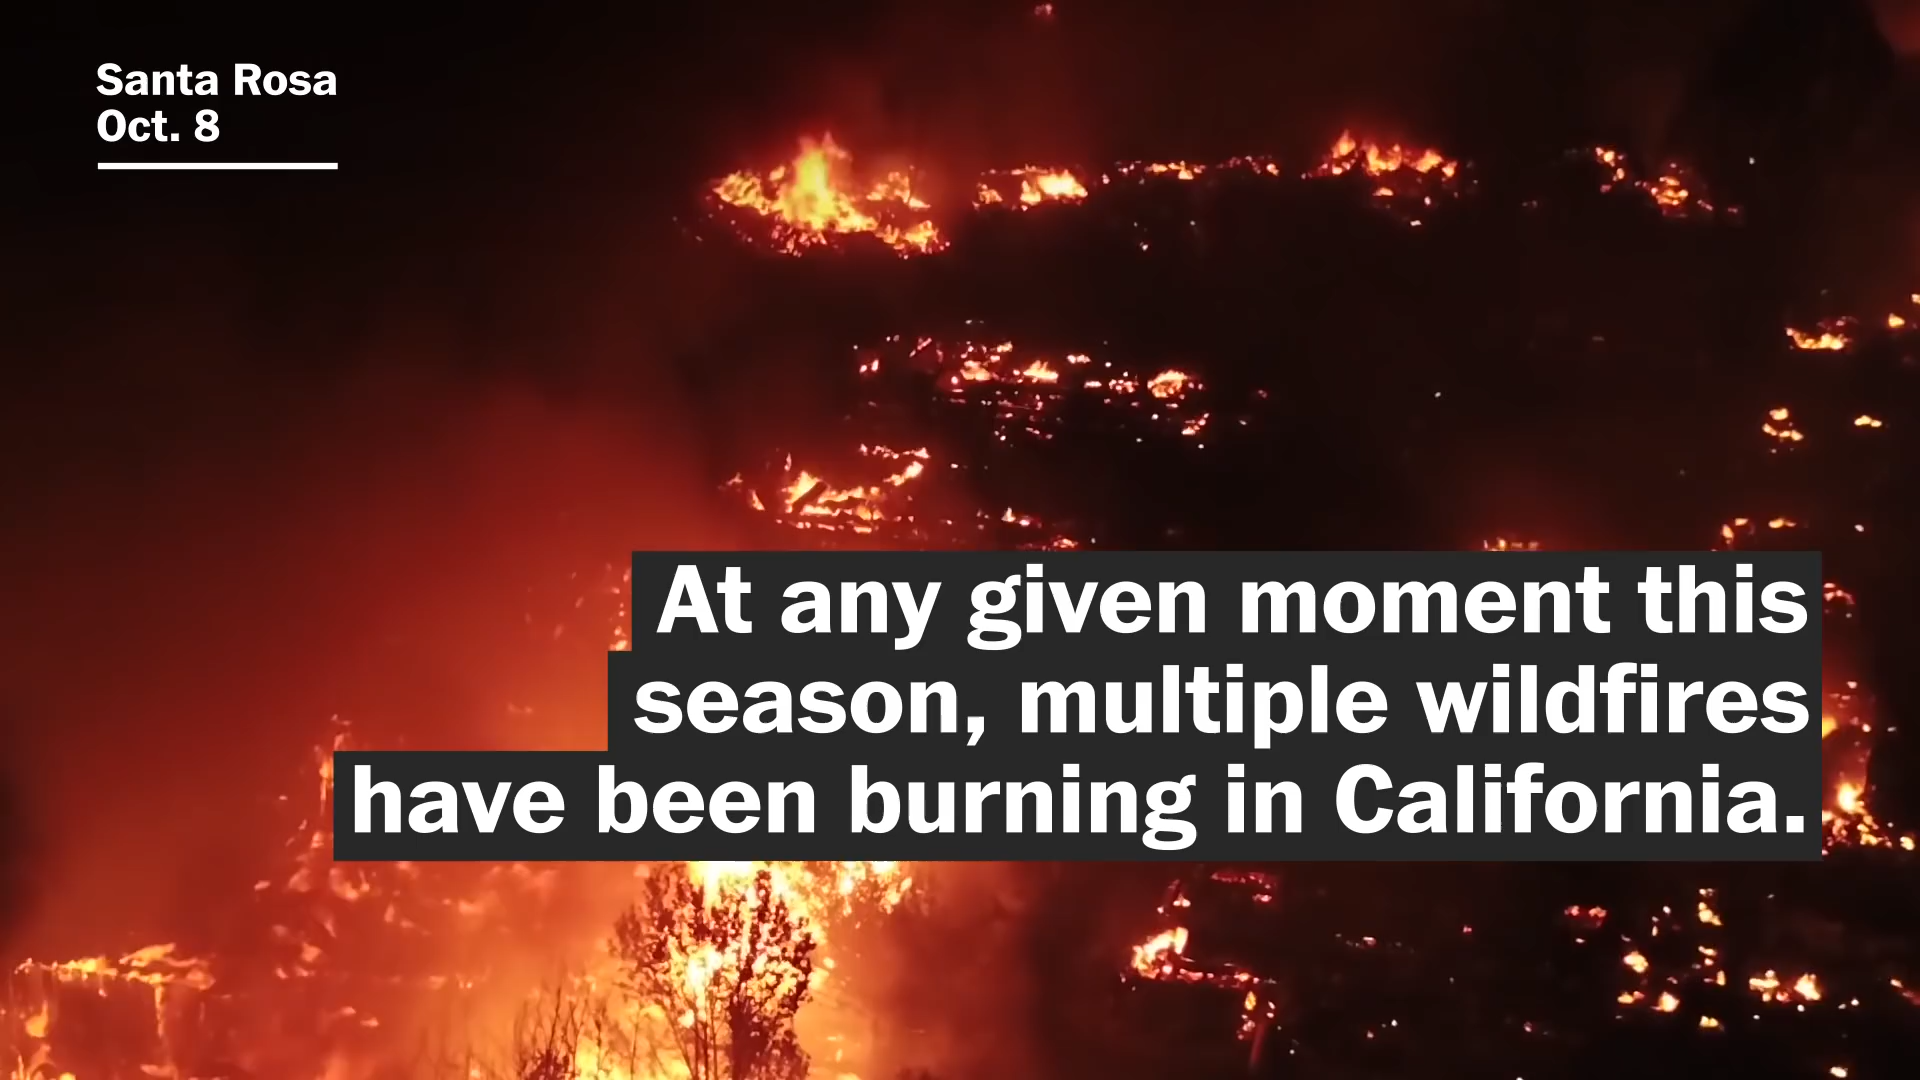 Santa Rosa
Oct. 8
At any given moment this
season, multiple wildfires
have been burning in California.